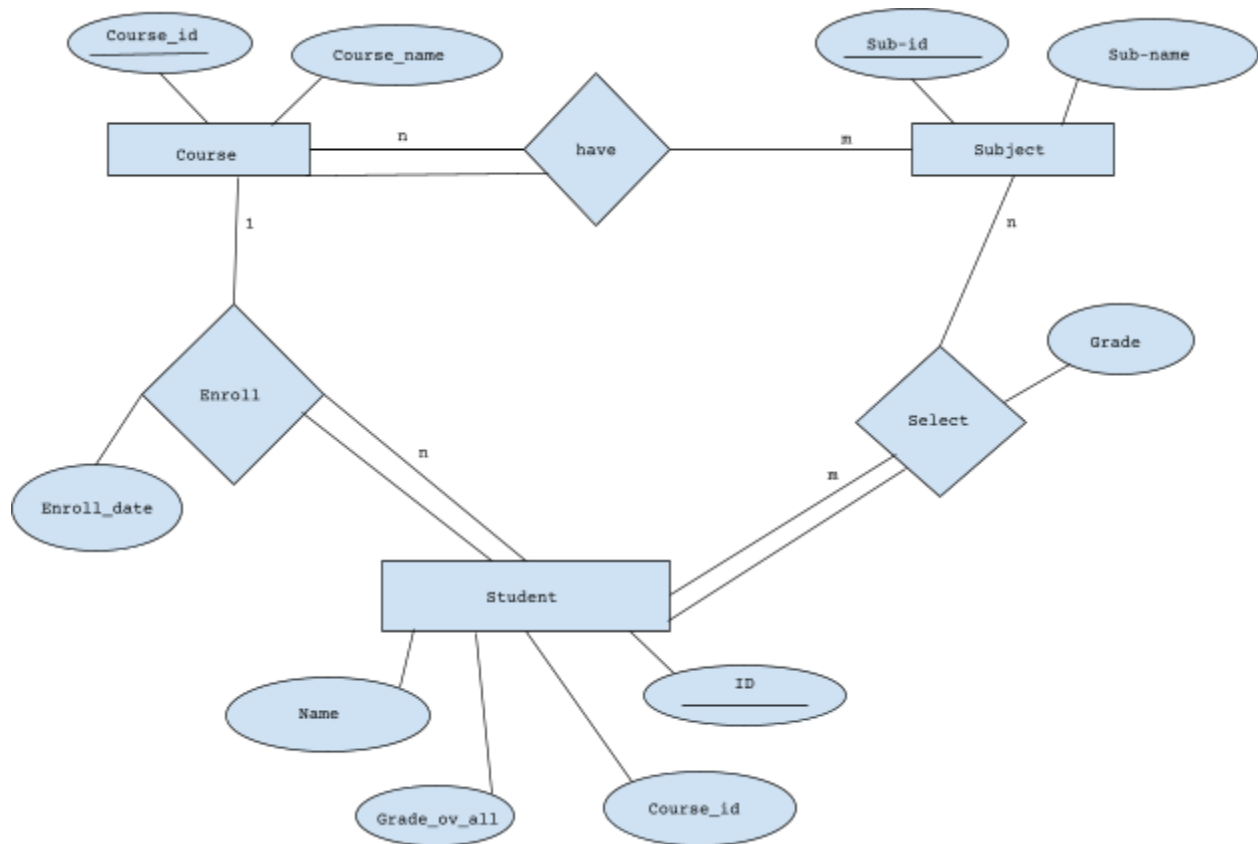 Course_id
Course_name
Sub-id
Sub-name
n
have
m
Course
Subject
1
n
Grade
Enroll
Select
n
m
Enroll_date
Student
ID
Name
Course_id
Grade_ov_all